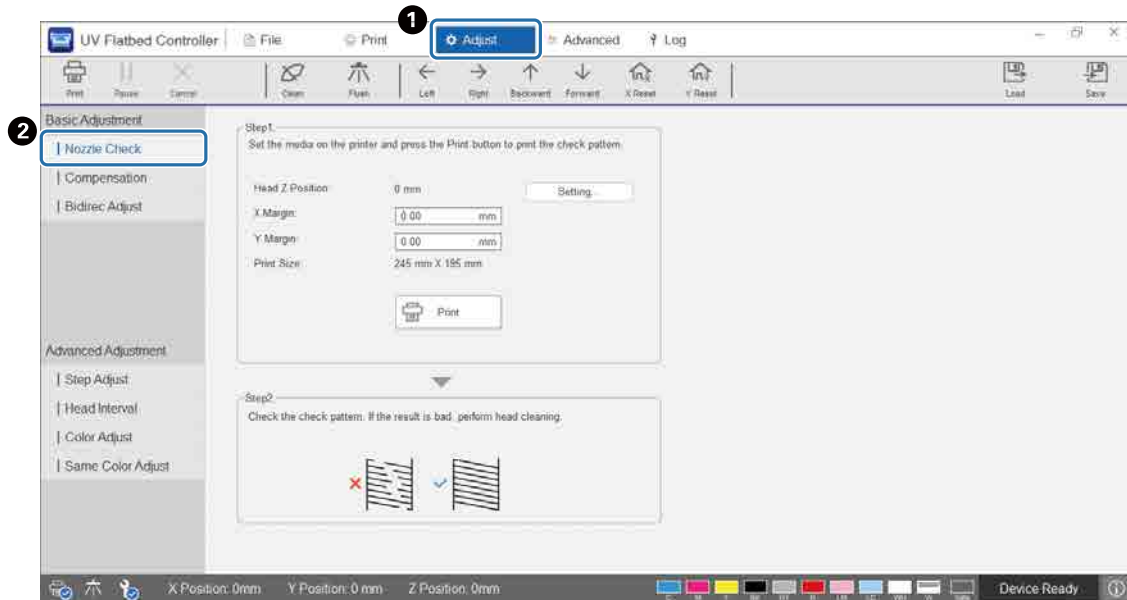 1
UV Flatbed Controller File Print Adjust Advanced Log
Print Pause Cancel Clean Flush Left Right Backward Forward X Reset Y Reset Load Save
Basic Adjustment
2
Nozzle Check
Compensation
Bidirec Adjust
Step1
Set the media on the printer and press the Print button to print the check pattern.
Head Z Position: 0 mm Setting...
X Margin: 0.00 mm
Y Margin: 0.00 mm
Print Size: 245 mm X 195 mm
Print
Advanced Adjustment
Step Adjust
Head Interval
Color Adjust
Same Color Adjust
Step2
Check the check pattern. If the result is bad, perform head cleaning.
X Position: 0mm Y Position: 0 mm Z Position: 0mm Device Ready